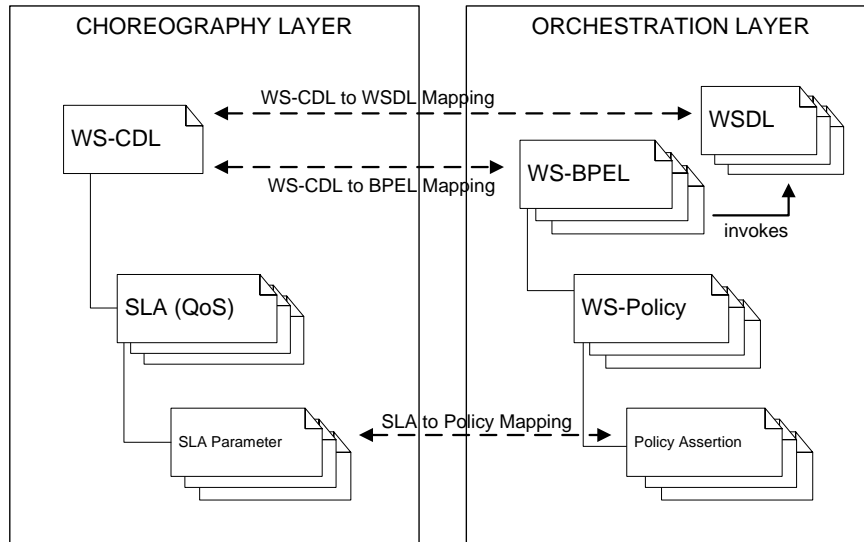 CHOREOGRAPHY LAYER
ORCHESTRATION LAYER
WS-CDL to WSDL Mapping
WS-CDL
WSDL
WS-BPEL
WS-CDL to BPEL Mapping
invokes
SLA (QoS)
WS-Policy
SLA to Policy Mapping
SLA Parameter
Policy Assertion